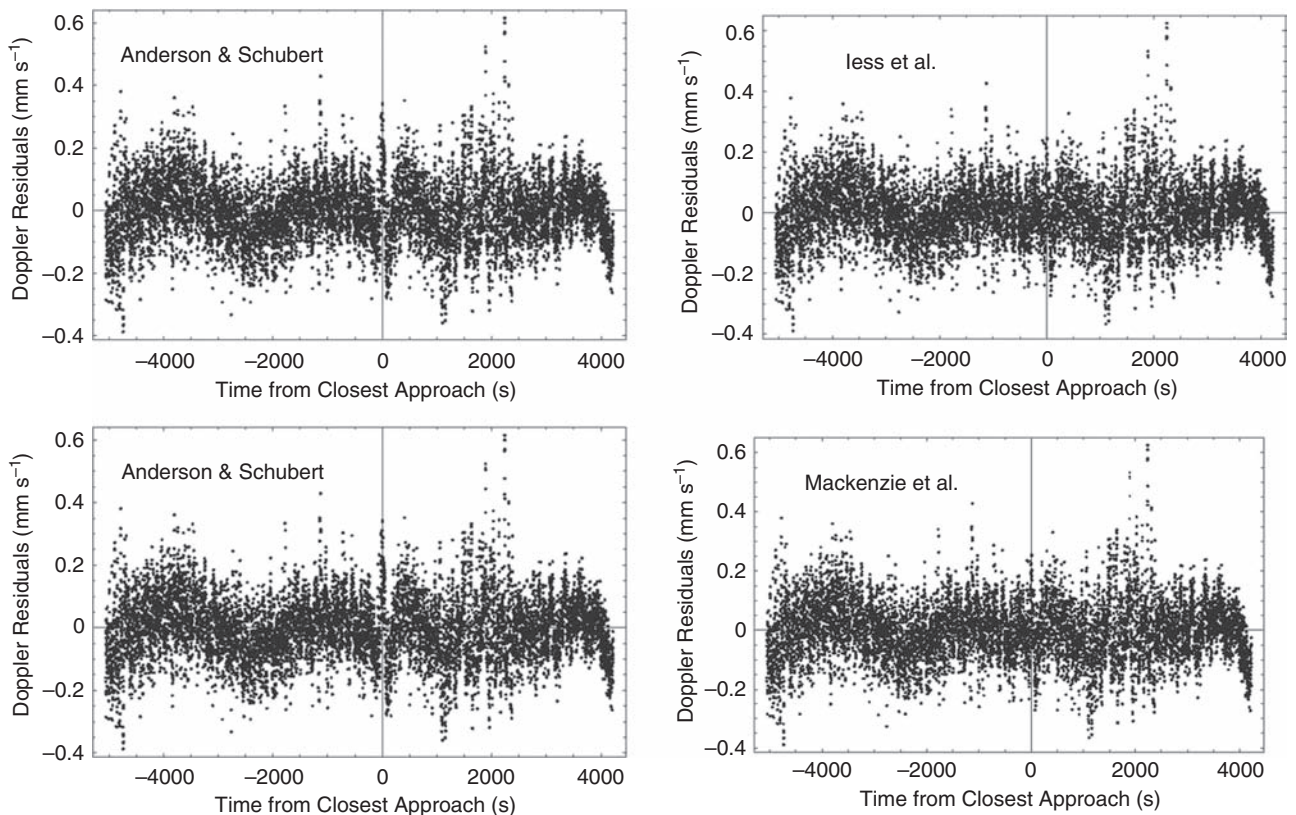 Anderson & Schubert
Doppler Residuals (mm s⁻¹)
0.6
0.4
0.2
0
−0.2
−0.4
−4000 −2000 0 2000 4000
Time from Closest Approach (s)
Iess et al.
Doppler Residuals (mm s⁻¹)
0.6
0.4
0.2
0
−0.2
−0.4
−4000 −2000 0 2000 4000
Time from Closest Approach (s)
Anderson & Schubert
Doppler Residuals (mm s⁻¹)
0.6
0.4
0.2
0
−0.2
−0.4
−4000 −2000 0 2000 4000
Time from Closest Approach (s)
Mackenzie et al.
Doppler Residuals (mm s⁻¹)
0.6
0.4
0.2
0
−0.2
−0.4
−4000 −2000 0 2000 4000
Time from Closest Approach (s)